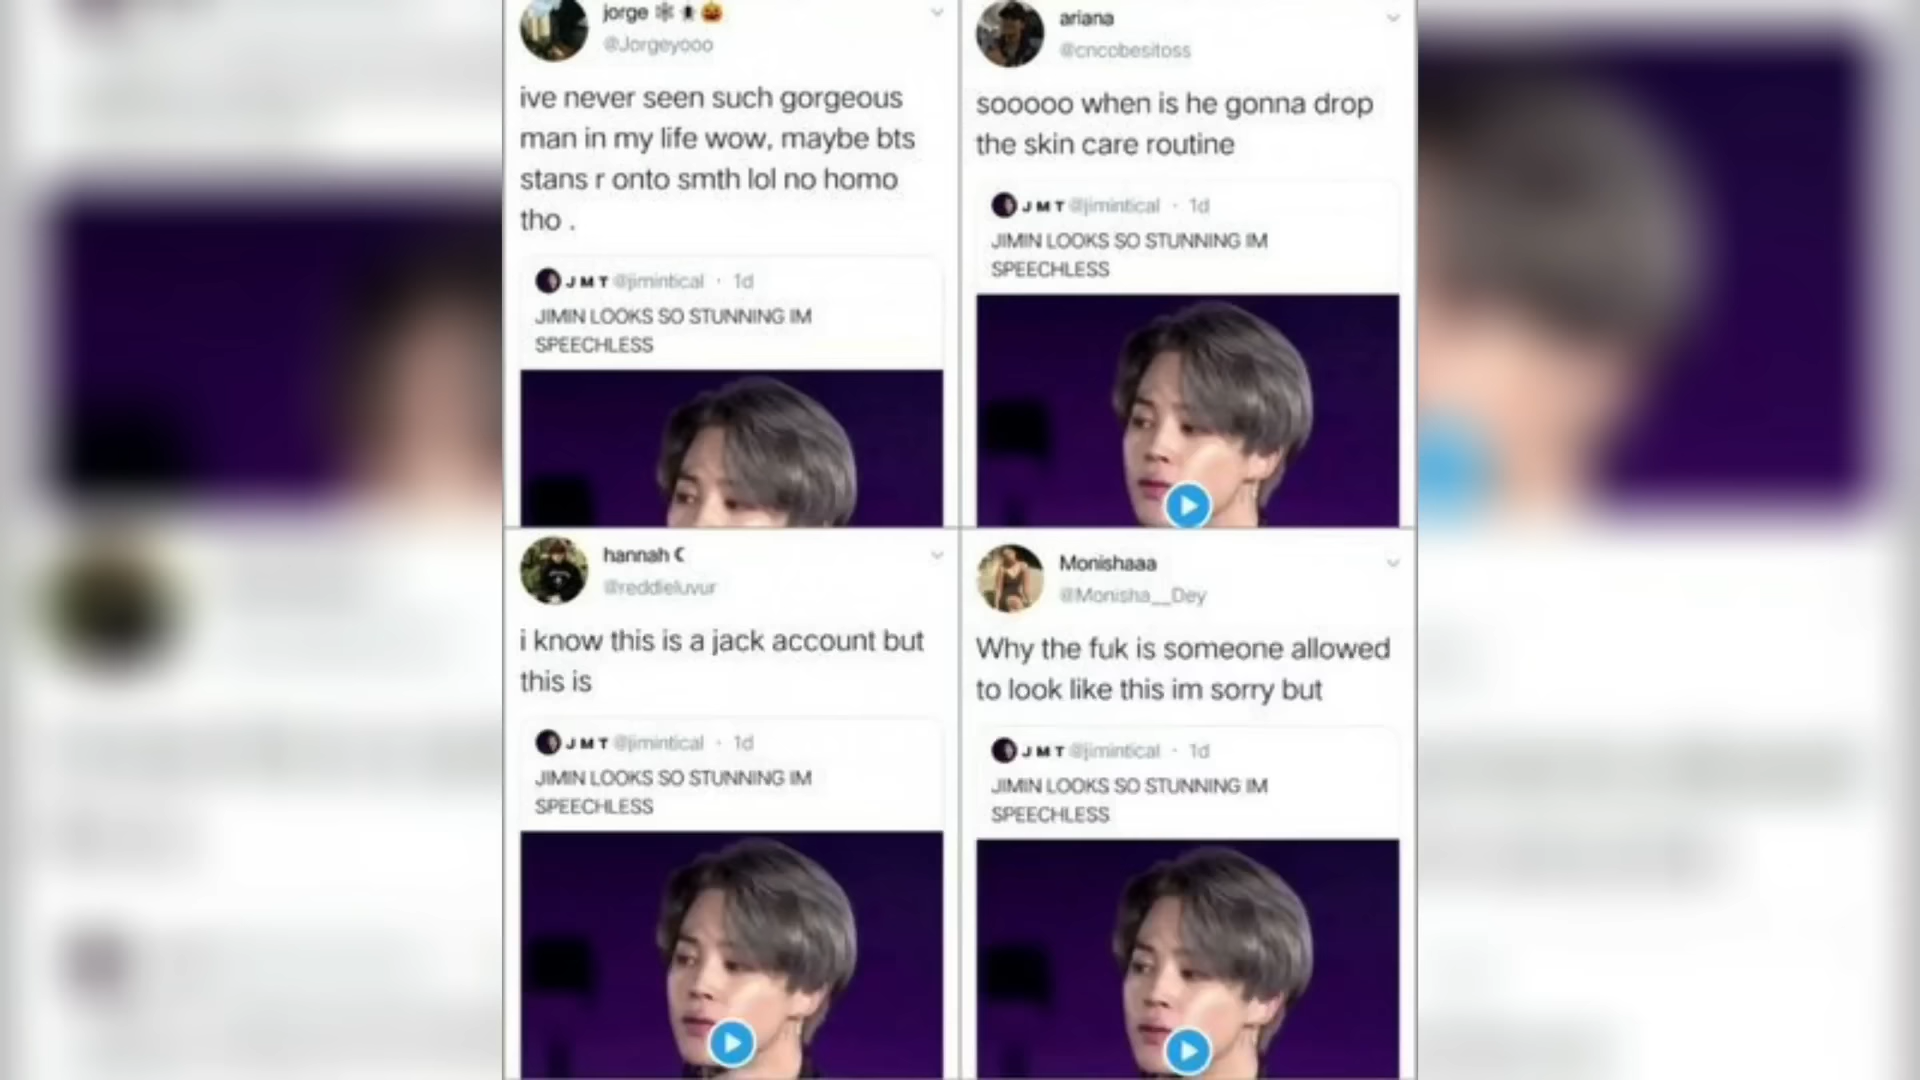 jorge
@Jorgeyooo
ive never seen such gorgeous
man in my life wow, maybe bts
stans r onto smth lol no homo
tho .
J M T @jimintical · 1d
JIMIN LOOKS SO STUNNING IM
SPEECHLESS
ariana
@cncobesitoss
sooooo when is he gonna drop
the skin care routine
J M T @jimintical · 1d
JIMIN LOOKS SO STUNNING IM
SPEECHLESS
hannah
@reddieluvur
i know this is a jack account but
this is
J M T @jimintical · 1d
JIMIN LOOKS SO STUNNING IM
SPEECHLESS
Monishaaa
@Monisha__Dey
Why the fuk is someone allowed
to look like this im sorry but
J M T @jimintical · 1d
JIMIN LOOKS SO STUNNING IM
SPEECHLESS